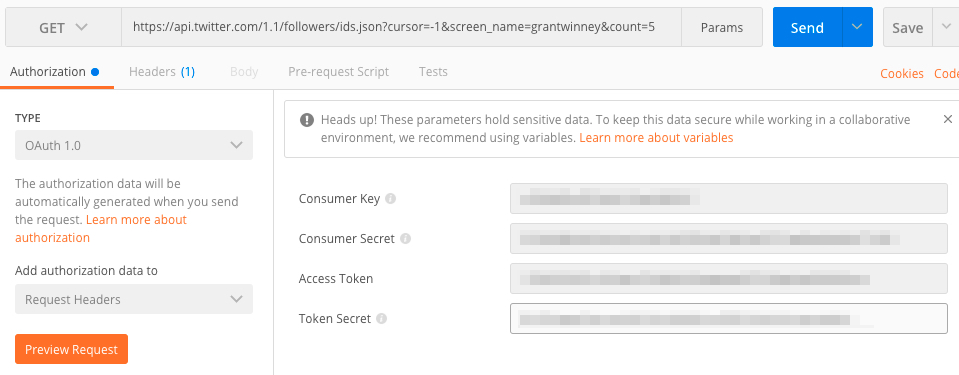 GET https://api.twitter.com/1.1/followers/ids.json?cursor=-1&screen_name=grantwinney&count=5 Params Send Save
Authorization Headers (1) Body Pre-request Script Tests Cookies Code
TYPE
OAuth 1.0
The authorization data will be
automatically generated when you send
the request. Learn more about
authorization
Add authorization data to
Request Headers
Preview Request
Heads up! These parameters hold sensitive data. To keep this data secure while working in a collaborative
environment, we recommend using variables. Learn more about variables
Consumer Key
Consumer Secret
Access Token
Token Secret